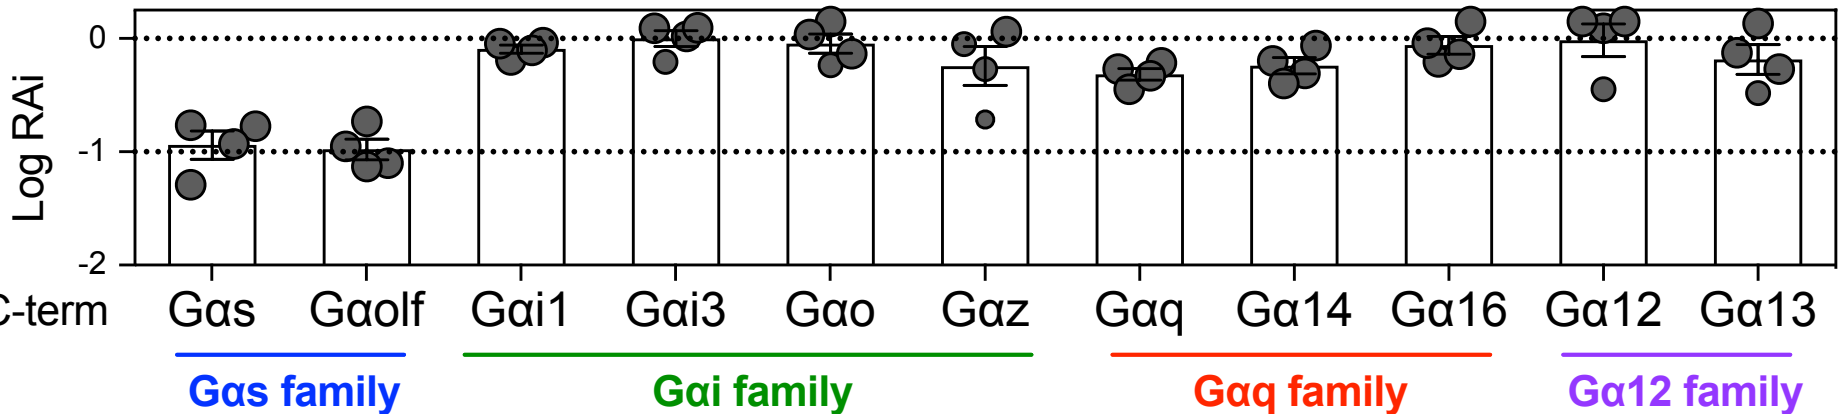 Log RAi
0
-1
-2
C-term Gαs Gαolf Gαi1 Gαi3 Gαo Gαz Gαq Gα14 Gα16 Gα12 Gα13
Gαs family Gαi family Gαq family Gα12 family